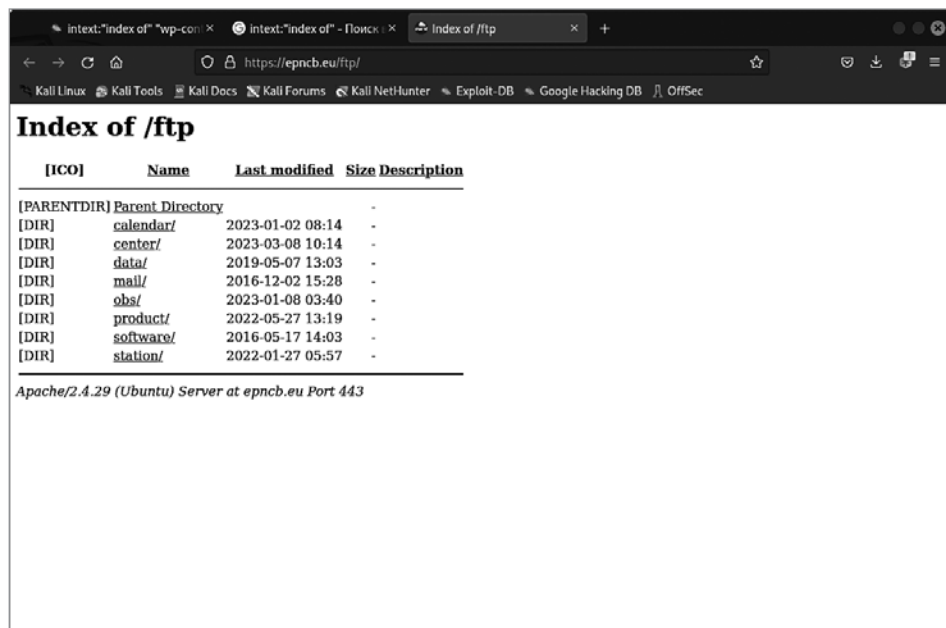 intext:"index of" "wp-con
intext:"index of" - Поиск
Index of /ftp
https://epncb.eu/ftp/
Kali Linux Kali Tools Kali Docs Kali Forums Kali NetHunter Exploit-DB Google Hacking DB OffSec
Index of /ftp
[ICO] Name Last modified Size Description
[PARENTDIR] Parent Directory -
[DIR] calendar/ 2023-01-02 08:14 -
[DIR] center/ 2023-03-08 10:14 -
[DIR] data/ 2019-05-07 13:03 -
[DIR] mail/ 2016-12-02 15:28 -
[DIR] obs/ 2023-01-08 03:40 -
[DIR] product/ 2022-05-27 13:19 -
[DIR] software/ 2016-05-17 14:03 -
[DIR] station/ 2022-01-27 05:57 -
Apache/2.4.29 (Ubuntu) Server at epncb.eu Port 443